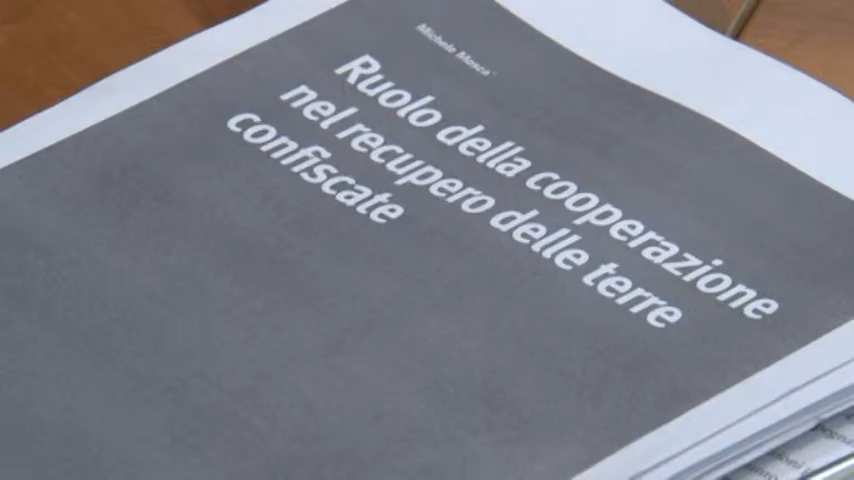 Michele Mosca*
Ruolo della cooperazione
nel recupero delle terre
confiscate